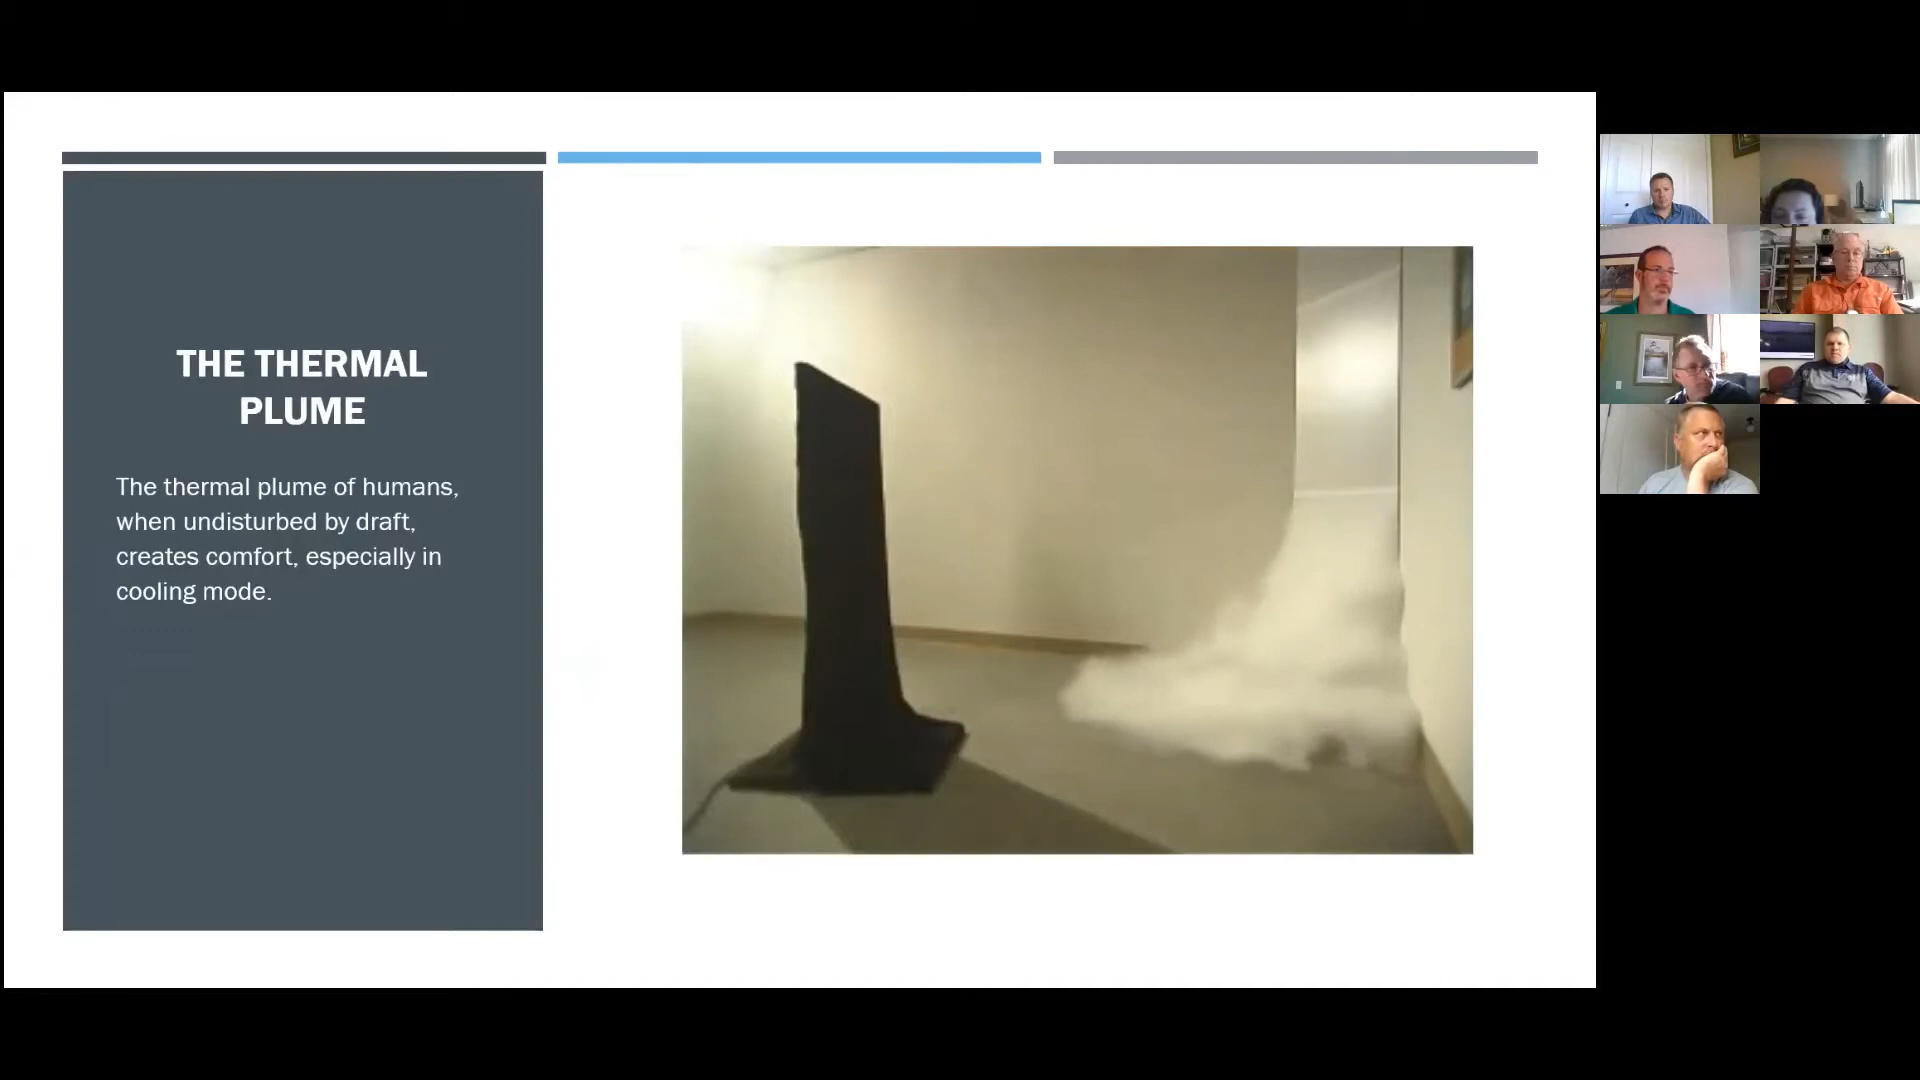 THE THERMAL
PLUME
The thermal plume of humans,
when undisturbed by draft,
creates comfort, especially in
cooling mode.